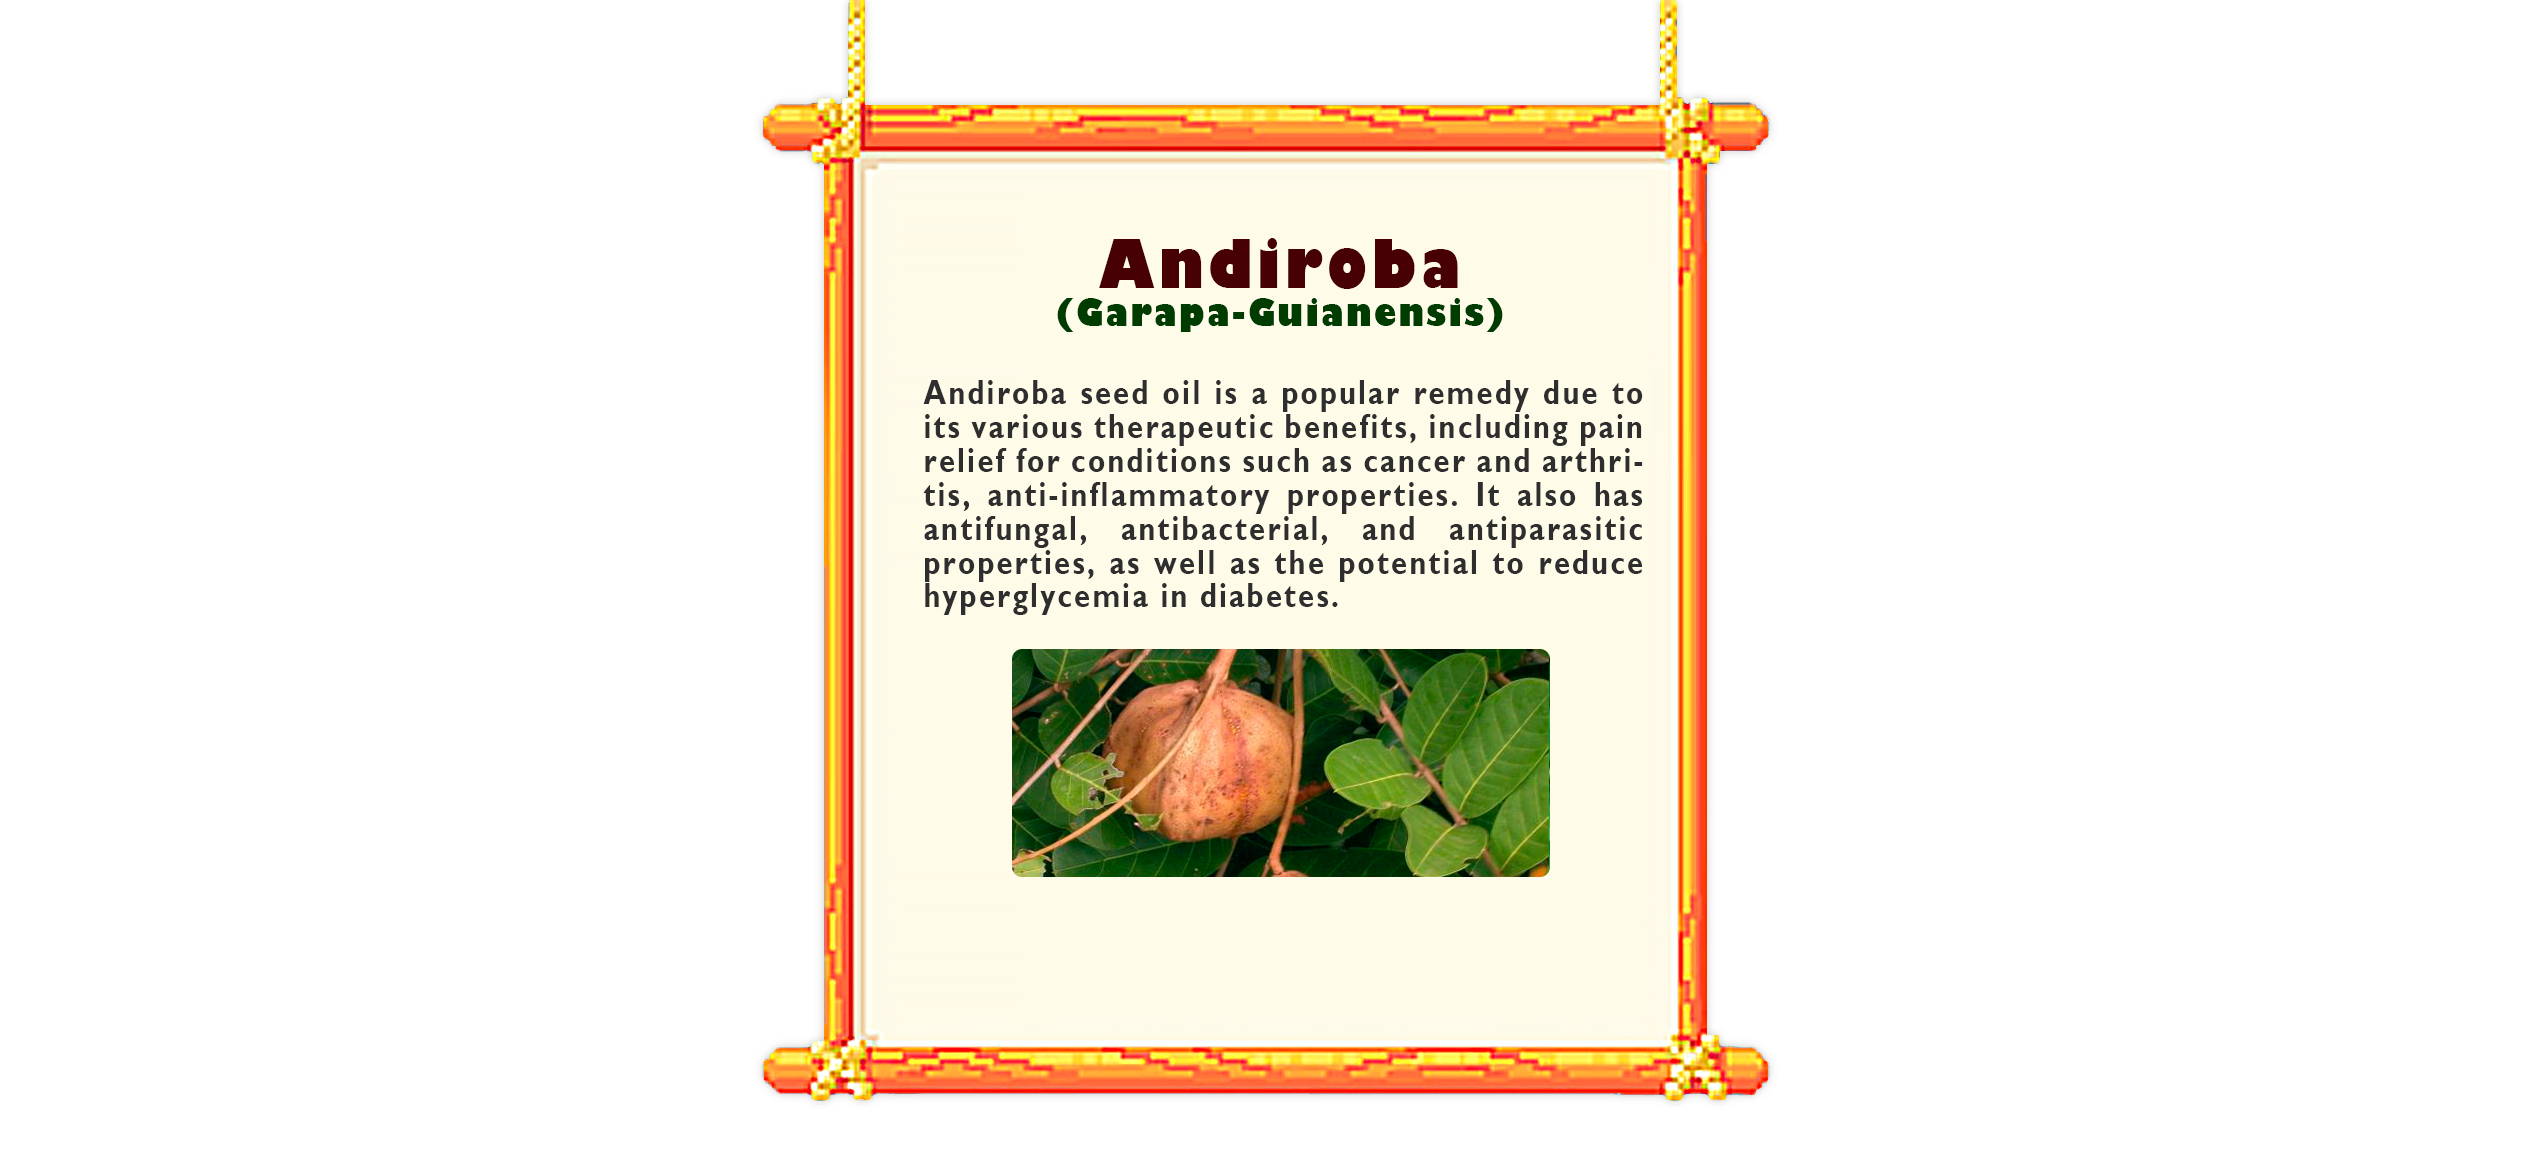 Andiroba
(Garapa-Guianensis)
Andiroba seed oil is a popular remedy due to
its various therapeutic benefits, including pain
relief for conditions such as cancer and arthri-
tis, anti-inflammatory properties. It also has
antifungal, antibacterial, and antiparasitic
properties, as well as the potential to reduce
hyperglycemia in diabetes.